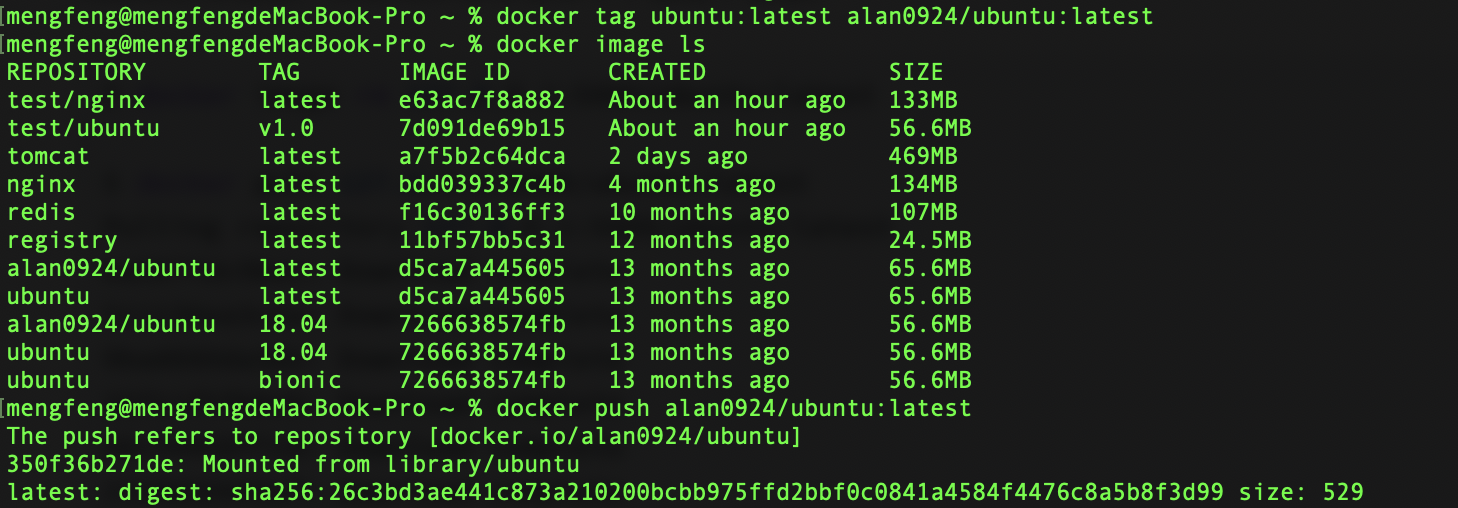 mengfeng@mengfengdeMacBook-Pro ~ % docker tag ubuntu:latest alan0924/ubuntu:latest
mengfeng@mengfengdeMacBook-Pro ~ % docker image ls
REPOSITORY TAG IMAGE ID CREATED SIZE
test/nginx latest e63ac7f8a882 About an hour ago 133MB
test/ubuntu v1.0 7d091de69b15 About an hour ago 56.6MB
tomcat latest a7f5b2c64dca 2 days ago 469MB
nginx latest bdd039337c4b 4 months ago 134MB
redis latest f16c30136ff3 10 months ago 107MB
registry latest 11bf57bb5c31 12 months ago 24.5MB
alan0924/ubuntu latest d5ca7a445605 13 months ago 65.6MB
ubuntu latest d5ca7a445605 13 months ago 65.6MB
alan0924/ubuntu 18.04 7266638574fb 13 months ago 56.6MB
ubuntu 18.04 7266638574fb 13 months ago 56.6MB
ubuntu bionic 7266638574fb 13 months ago 56.6MB
mengfeng@mengfengdeMacBook-Pro ~ % docker push alan0924/ubuntu:latest
The push refers to repository [docker.io/alan0924/ubuntu]
350f36b271de: Mounted from library/ubuntu
latest: digest: sha256:26c3bd3ae441c873a210200bcbb975ffd2bbf0c0841a4584f4476c8a5b8f3d99 size: 529